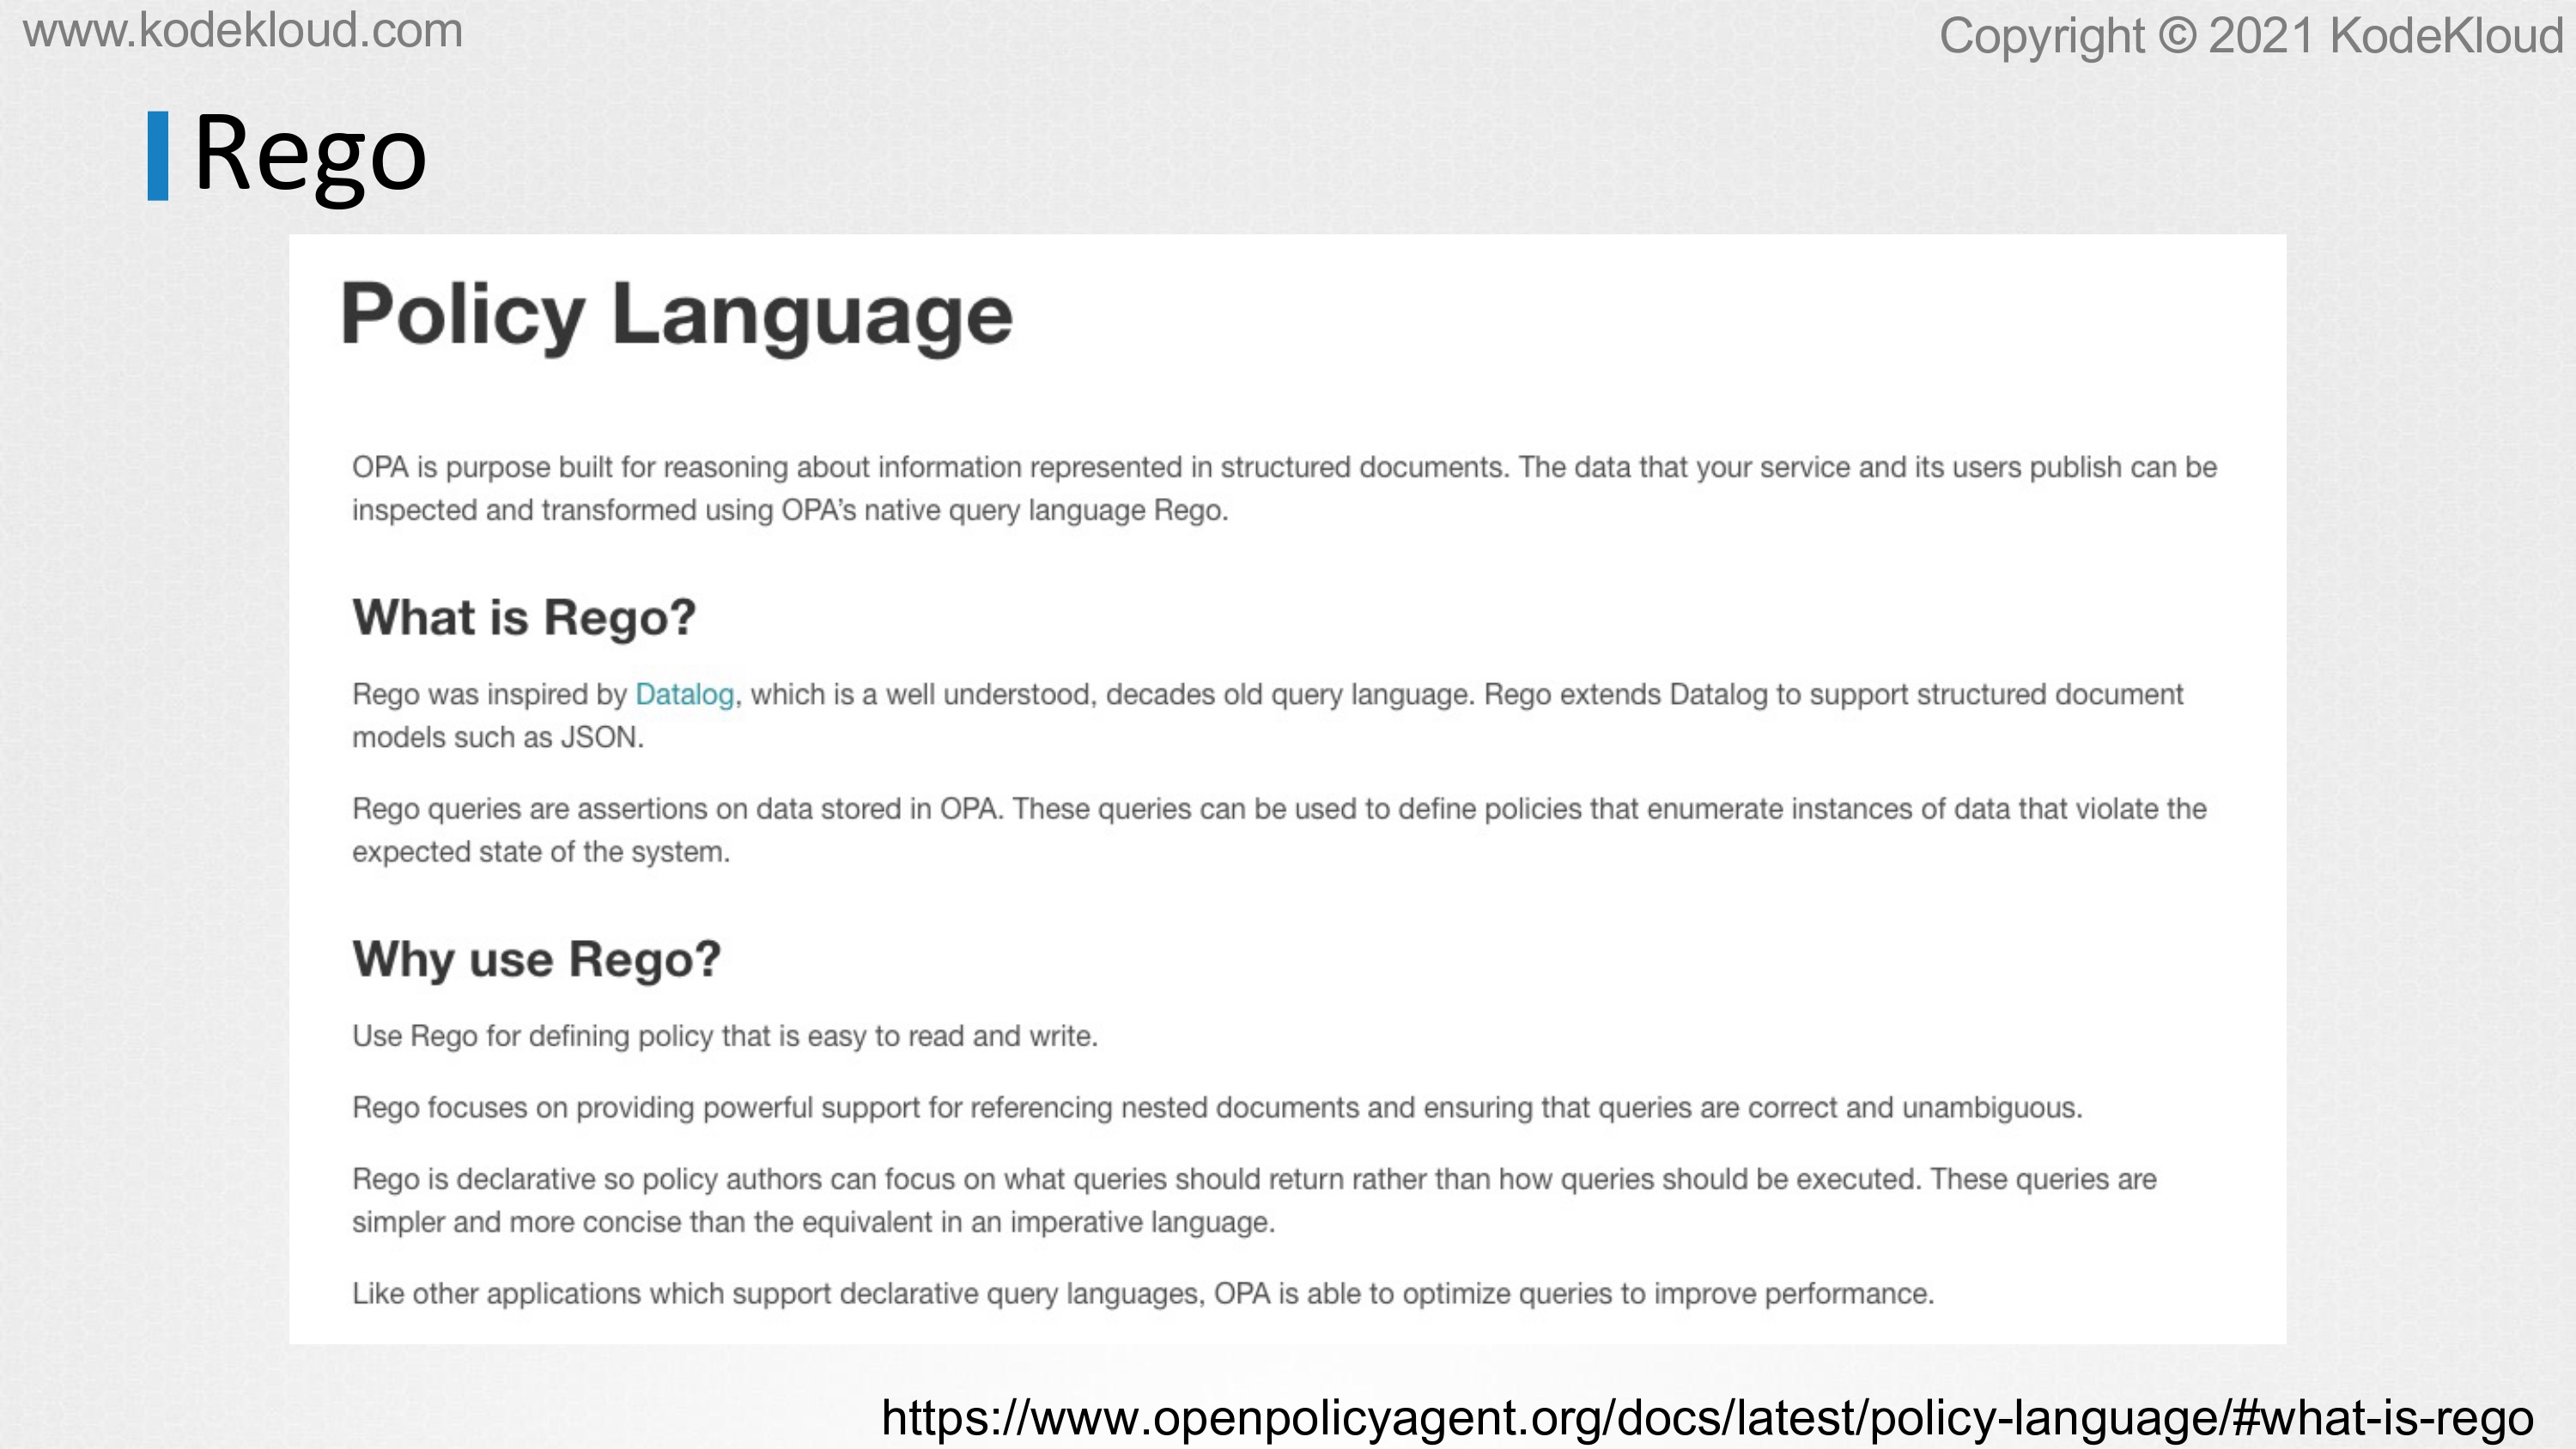 www.kodekloud.com
Copyright © 2021 KodeKloud
Rego
Policy Language
OPA is purpose built for reasoning about information represented in structured documents. The data that your service and its users publish can be
inspected and transformed using OPA’s native query language Rego.
What is Rego?
Rego was inspired by Datalog, which is a well understood, decades old query language. Rego extends Datalog to support structured document
models such as JSON.
Rego queries are assertions on data stored in OPA. These queries can be used to define policies that enumerate instances of data that violate the
expected state of the system.
Why use Rego?
Use Rego for defining policy that is easy to read and write.
Rego focuses on providing powerful support for referencing nested documents and ensuring that queries are correct and unambiguous.
Rego is declarative so policy authors can focus on what queries should return rather than how queries should be executed. These queries are
simpler and more concise than the equivalent in an imperative language.
Like other applications which support declarative query languages, OPA is able to optimize queries to improve performance.
https://www.openpolicyagent.org/docs/latest/policy-language/#what-is-rego